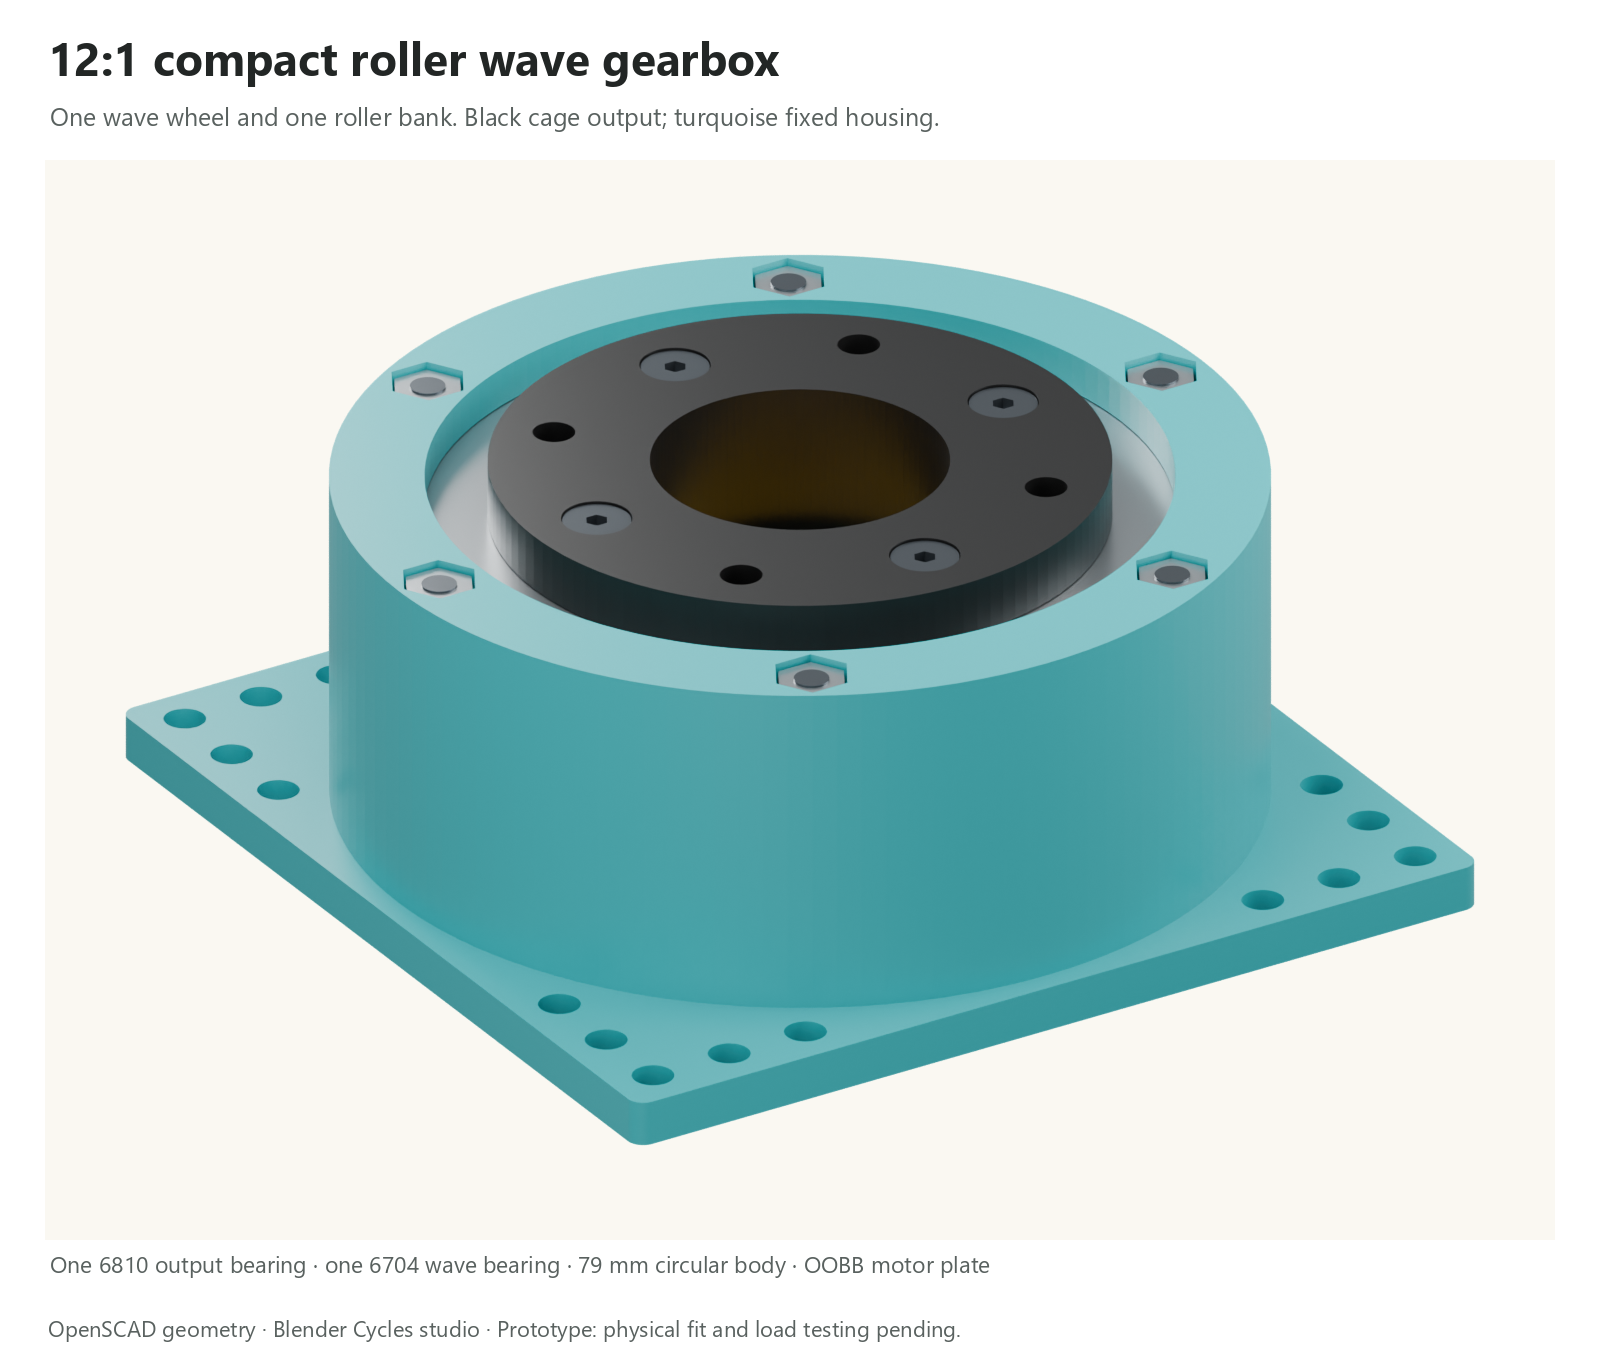 12:1 compact roller wave gearbox
One wave wheel and one roller bank. Black cage output; turquoise fixed housing.
One 6810 output bearing · one 6704 wave bearing · 79 mm circular body · OOBB motor plate
OpenSCAD geometry · Blender Cycles studio · Prototype: physical fit and load testing pending.